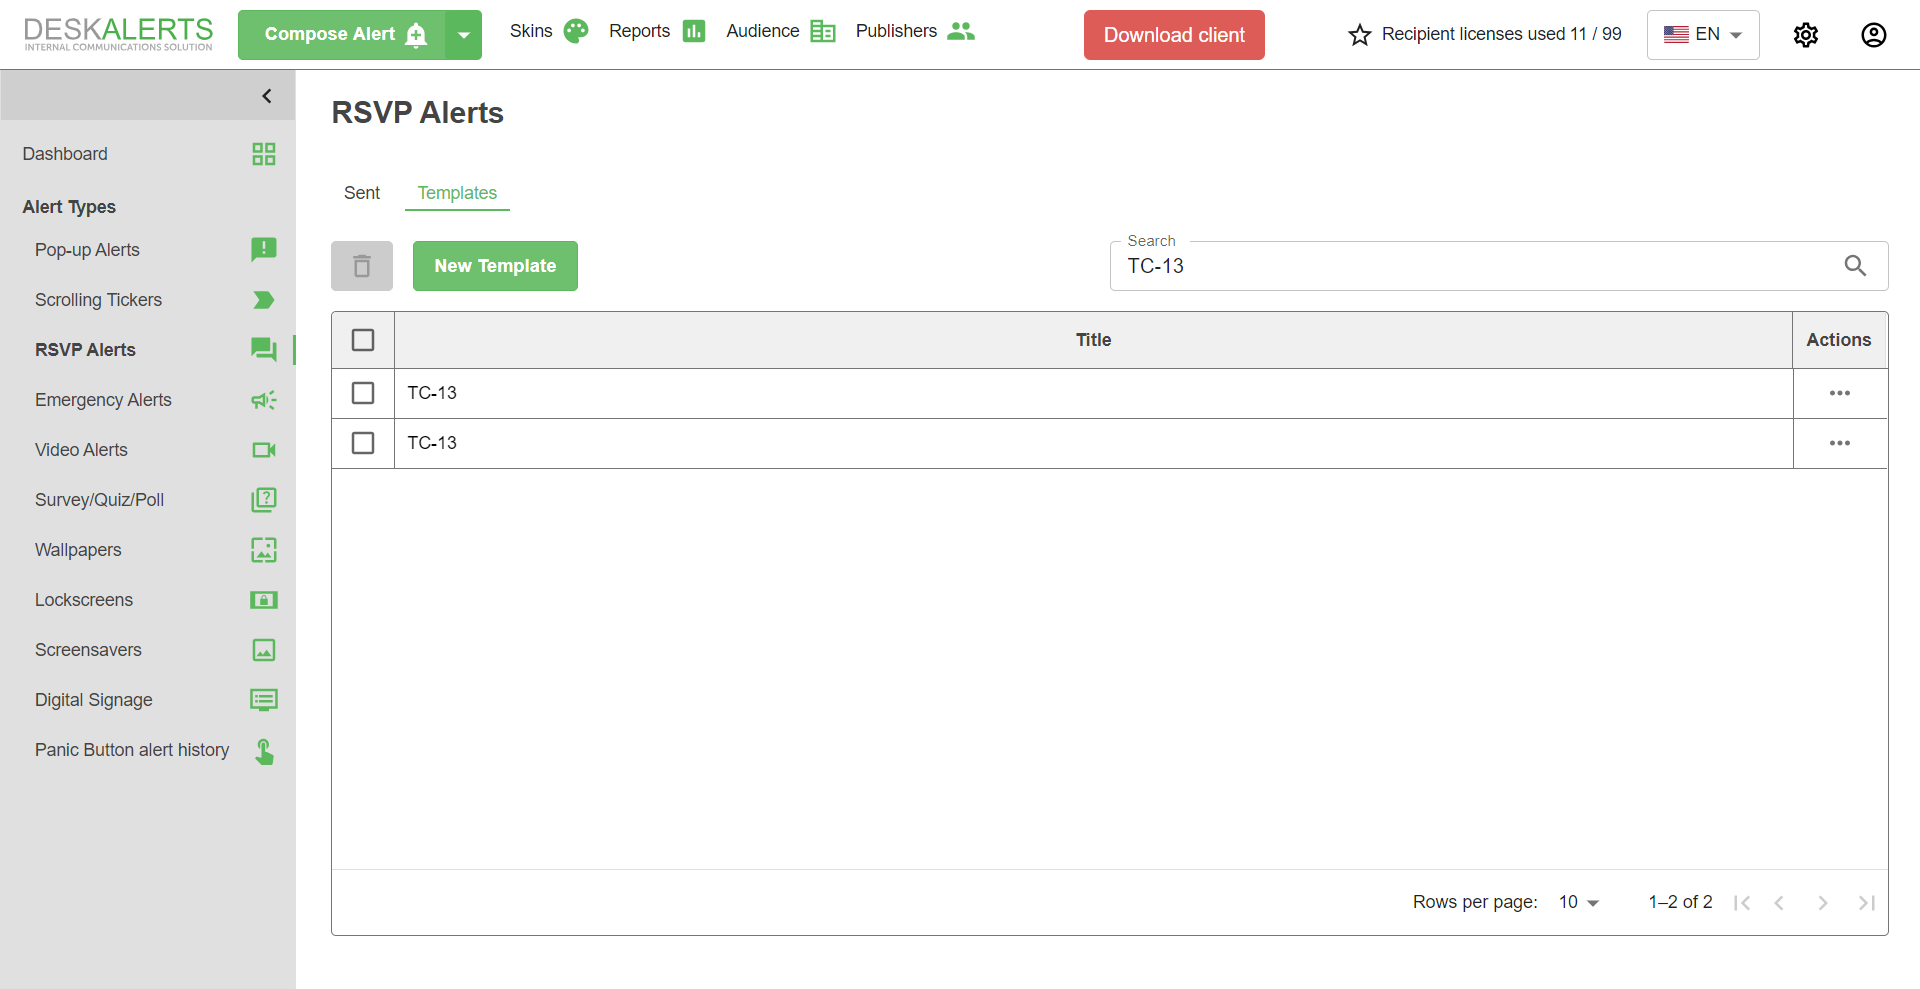 DESKALERTS
INTERNAL COMMUNICATIONS SOLUTION
Compose Alert
Skins
Reports
Audience
Publishers
Download client
Recipient licenses used 11 / 99
EN
Dashboard
Alert Types
Pop-up Alerts
Scrolling Tickers
RSVP Alerts
Emergency Alerts
Video Alerts
Survey/Quiz/Poll
Wallpapers
Lockscreens
Screensavers
Digital Signage
Panic Button alert history
RSVP Alerts
Sent
Templates
New Template
Search
TC-13
Title
Actions
TC-13
TC-13
Rows per page:
10
1–2 of 2